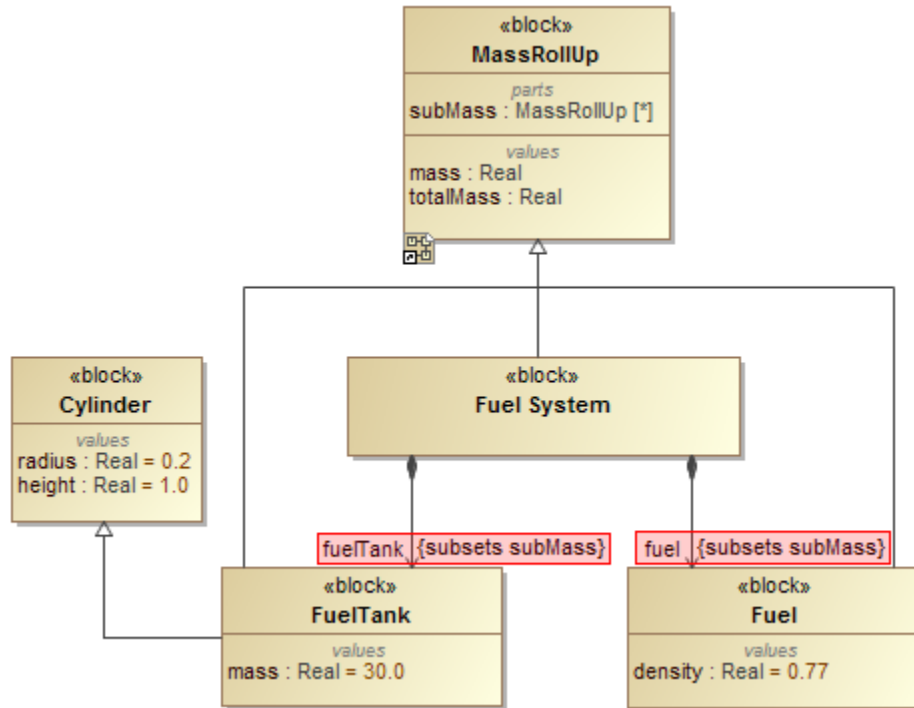 «block»
MassRollUp
parts
subMass : MassRollUp [*]
values
mass : Real
totalMass : Real
«block»
Cylinder
values
radius : Real = 0.2
height : Real = 1.0
«block»
Fuel System
fuelTank {subsets subMass}
fuel {subsets subMass}
«block»
FuelTank
values
mass : Real = 30.0
«block»
Fuel
values
density : Real = 0.77